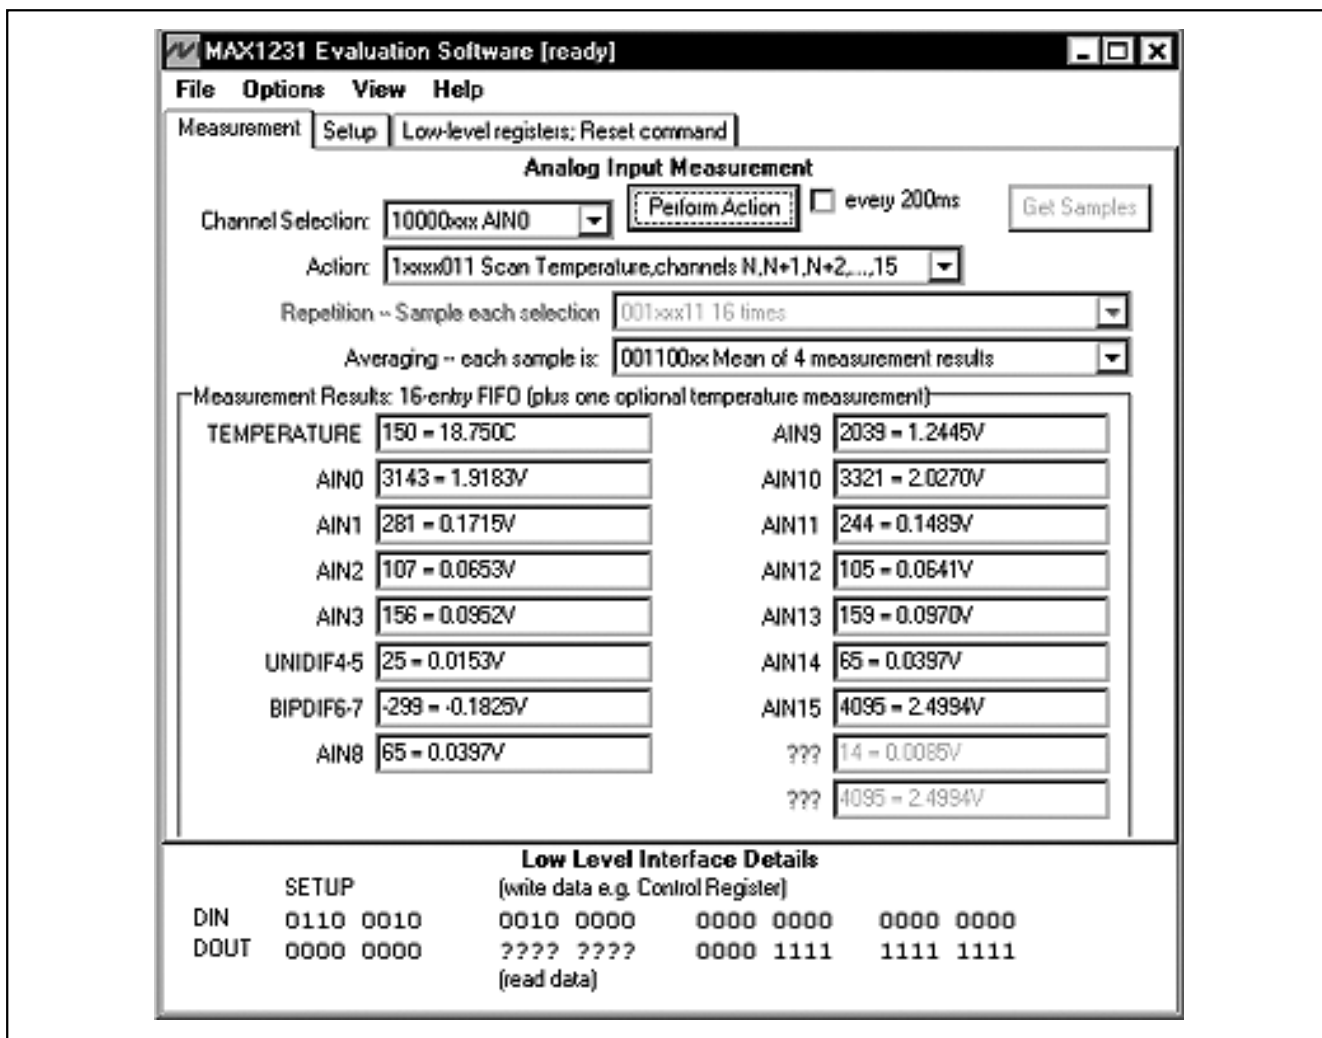 MAX1231 Evaluation Software [ready]
File Options View Help
Measurement Setup Low-level registers; Reset command
Analog Input Measurement
Channel Selection: 10000xxx AIN0 Perform Action every 200ms Get Samples
Action: 1xxxx011 Scan Temperature,channels N,N+1,N+2,...,15
Repetition -- Sample each selection 001xxx11 16 times
Averaging -- each sample is: 001100xx Mean of 4 measurement results
Measurement Results: 16-entry FIFO (plus one optional temperature measurement)
TEMPERATURE 150 = 18.750C AIN9 2039 = 1.2445V
AIN0 3143 = 1.9183V AIN10 3321 = 2.0270V
AIN1 281 = 0.1715V AIN11 244 = 0.1489V
AIN2 107 = 0.0653V AIN12 105 = 0.0641V
AIN3 156 = 0.0952V AIN13 159 = 0.0970V
UNIDIF4-5 25 = 0.0153V AIN14 65 = 0.0397V
BIPDIF6-7 -299 = -0.1825V AIN15 4095 = 2.4994V
AIN8 65 = 0.0397V ??? 14 = 0.0085V
??? 4095 = 2.4994V
Low Level Interface Details
SETUP (write data e.g. Control Register)
DIN 0110 0010 0010 0000 0000 0000 0000 0000
DOUT 0000 0000 ???? ???? 0000 1111 1111 1111
(read data)